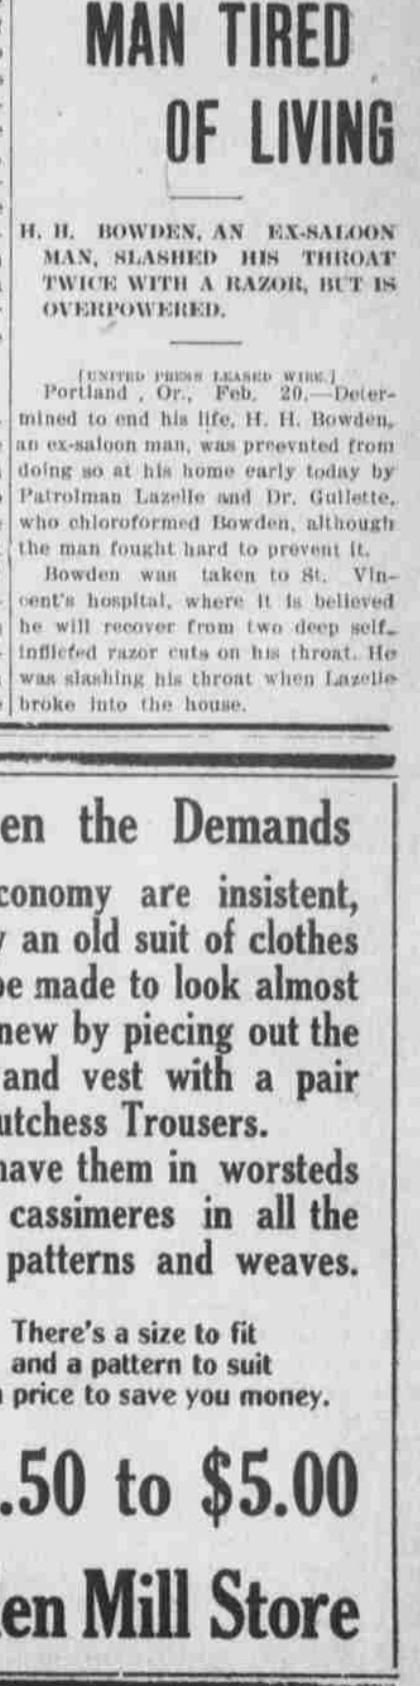 MAN TIRED
OF LIVING
H. H. BOWDEN, AN EX-SALOON
MAN, SLASHED HIS THROAT
TWICE WITH A RAZOR, BUT IS
OVERPOWERED.
[UNITED PRESS LEASED WIRE.]
Portland , Or., Feb. 20.—Deter-
mined to end his life, H. H. Bowden,
an ex-saloon man, was preevnted from
doing so at his home early today by
Patrolman Lazelle and Dr. Gullette,
who chloroformed Bowden, although
the man fought hard to prevent it.
Bowden was taken to St. Vin-
cent's hospital, where it is believed
he will recover from two deep self-
inflicted razor cuts on his throat. He
was slashing his throat when Lazelle
broke into the house.
en the Demands
conomy are insistent,
y an old suit of clothes
be made to look almost
new by piecing out the
and vest with a pair
utchess Trousers.
have them in worsteds
cassimeres in all the
patterns and weaves.
There's a size to fit
and a pattern to suit
price to save you money.
.50 to $5.00
en Mill Store